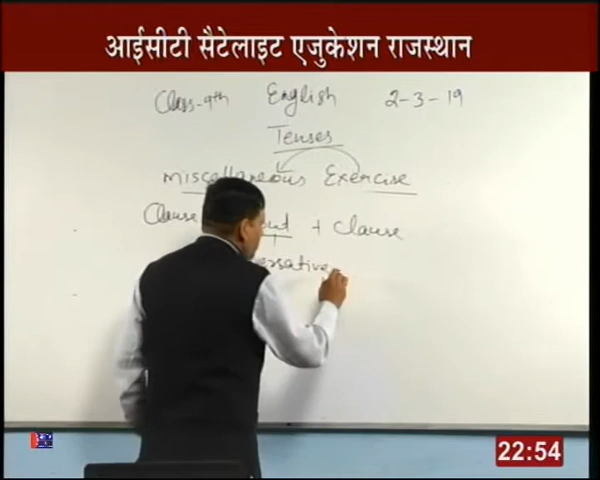 आईसीटी सैटेलाइट एजुकेशन राजस्थान
Class-9th English 2-3-19
Tenses
Miscellaneous Exercise
Clause + Clause
22:54